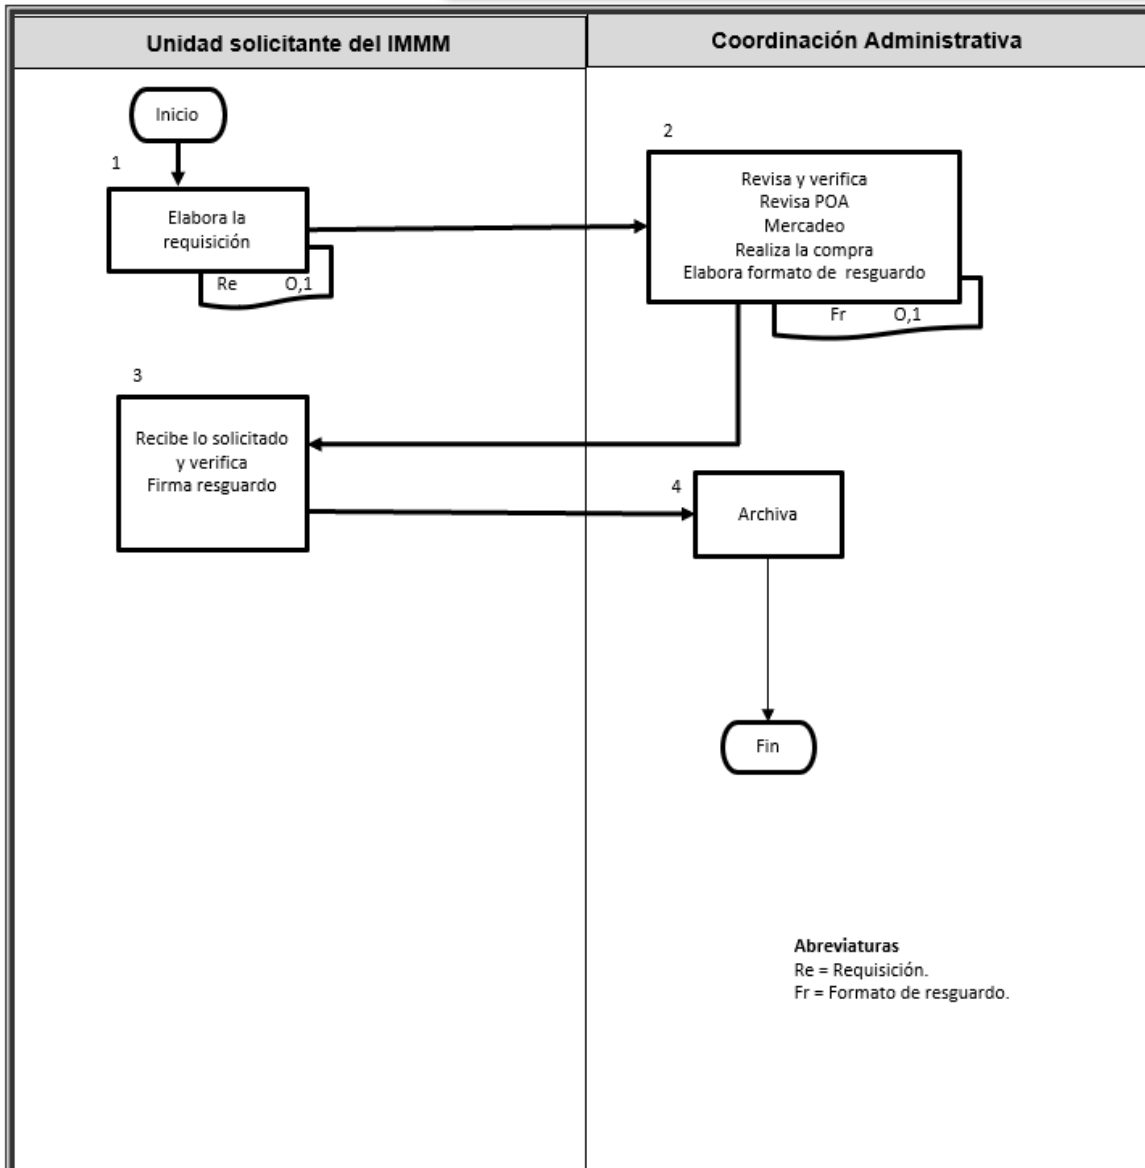 Unidad solicitante del IMMM
Coordinación Administrativa
Inicio
1
Elabora la
requisición
Re O,1
2
Revisa y verifica
Revisa POA
Mercadeo
Realiza la compra
Elabora formato de resguardo
Fr O,1
3
Recibe lo solicitado
y verifica
Firma resguardo
4
Archiva
Fin
Abreviaturas
Re = Requisición.
Fr = Formato de resguardo.